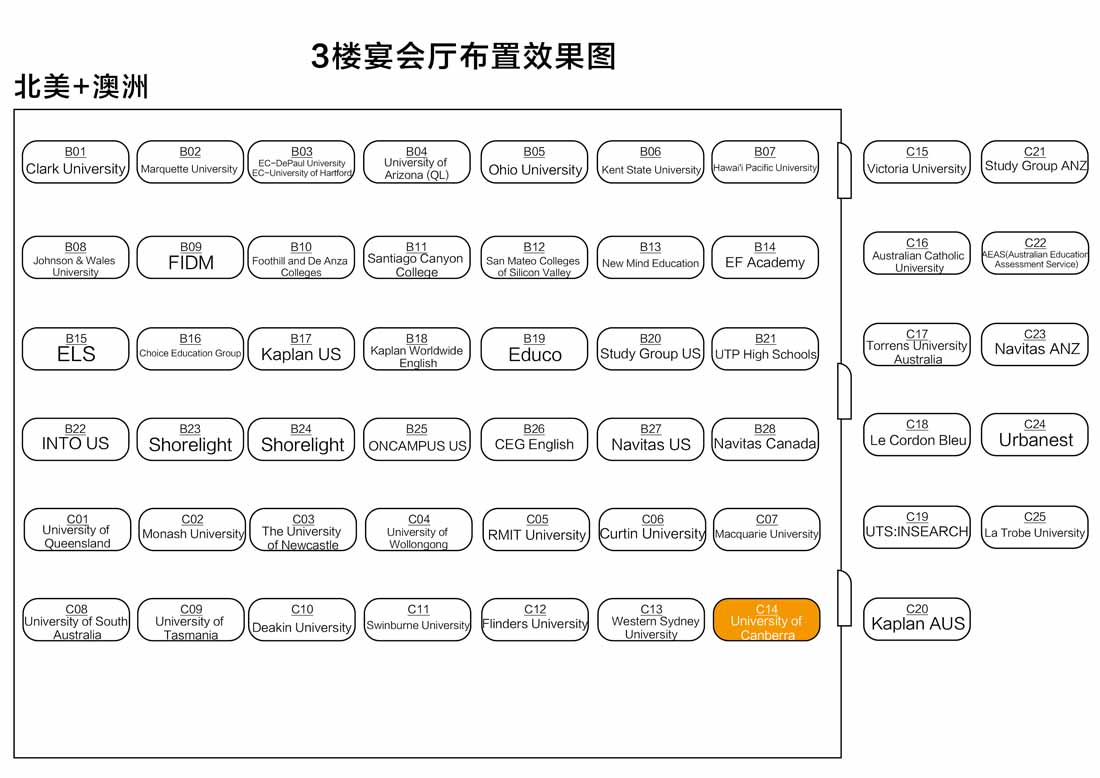 3楼宴会厅布置效果图
北美+澳洲
B01
Clark University
B02
Marquette University
B03
EC-DePaul University
EC-University of Hartford
B04
University of
Arizona (QL)
B05
Ohio University
B06
Kent State University
B07
Hawai'i Pacific University
C15
Victoria University
C21
Study Group ANZ
B08
Johnson & Wales
University
B09
FIDM
B10
Foothill and De Anza
Colleges
B11
Santiago Canyon
College
B12
San Mateo Colleges
of Silicon Valley
B13
New Mind Education
B14
EF Academy
C16
Australian Catholic
University
C22
AEAS(Australian Education
Assessment Service)
B15
ELS
B16
Choice Education Group
B17
Kaplan US
B18
Kaplan Worldwide
English
B19
Educo
B20
Study Group US
B21
UTP High Schools
C17
Torrens University
Australia
C23
Navitas ANZ
B22
INTO US
B23
Shorelight
B24
Shorelight
B25
ONCAMPUS US
B26
CEG English
B27
Navitas US
B28
Navitas Canada
C18
Le Cordon Bleu
C24
Urbanest
C01
University of
Queensland
C02
Monash University
C03
The University
of Newcastle
C04
University of
Wollongong
C05
RMIT University
C06
Curtin University
C07
Macquarie University
C19
UTS:INSEARCH
C25
La Trobe University
C08
University of South
Australia
C09
University of
Tasmania
C10
Deakin University
C11
Swinburne University
C12
Flinders University
C13
Western Sydney
University
C14
University of
Canberra
C20
Kaplan AUS